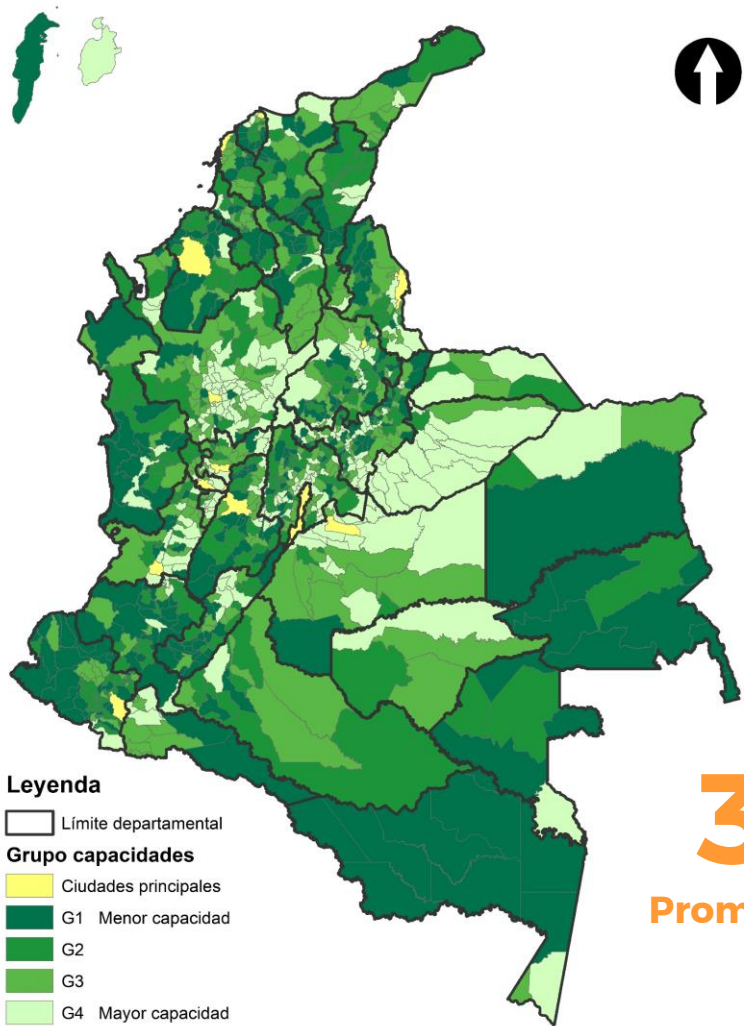 Leyenda
Límite departamental
Grupo capacidades
Ciudades principales
G1 Menor capacidad
G2
G3
G4 Mayor capacidad
3
Prom